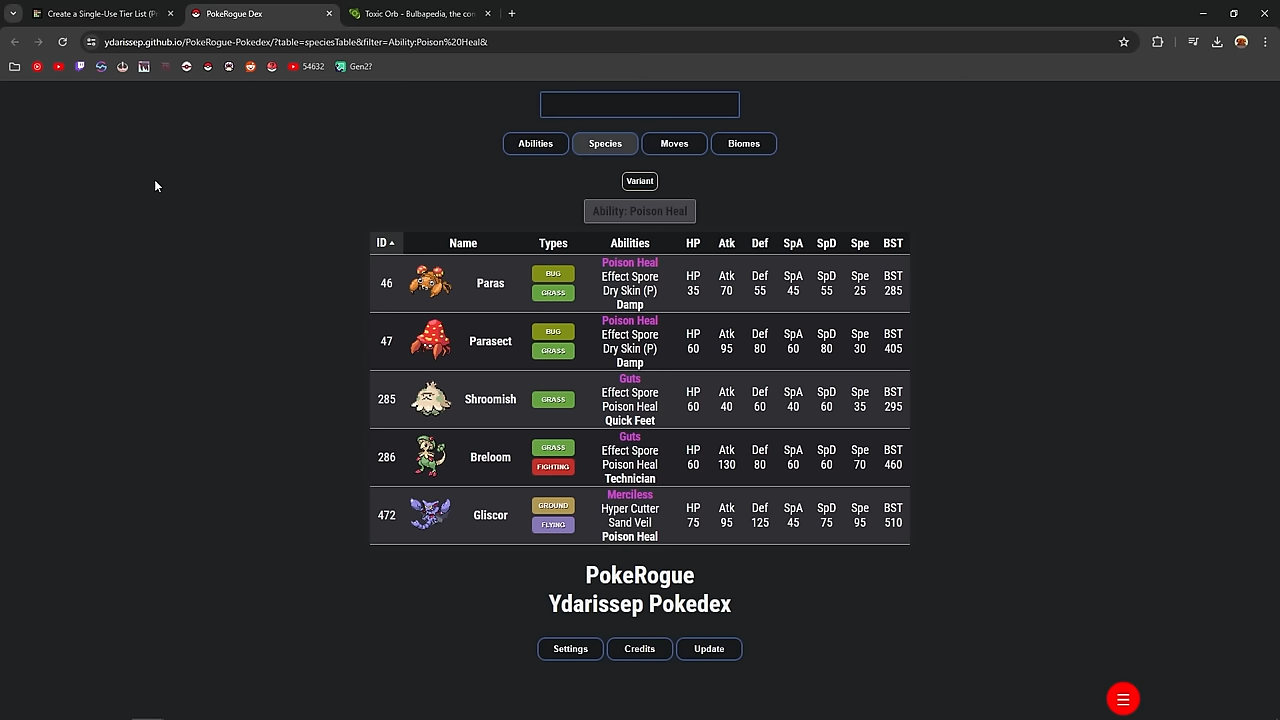 Create a Single-Use Tier List (P
PokeRogue Dex
Toxic Orb - Bulbapedia, the con
ydarissep.github.io/PokeRogue-Pokedex/?table=speciesTable&filter=Ability:Poison%20Heal&
54632
Gen2?
Abilities
Species
Moves
Biomes
Variant
Ability: Poison Heal
ID Name Types Abilities HP Atk Def SpA SpD Spe BST
46 Paras BUG GRASS
Poison Heal
Effect Spore
Dry Skin (P)
Damp
HP Atk Def SpA SpD Spe BST
35 70 55 45 55 25 285
47 Parasect BUG GRASS
Poison Heal
Effect Spore
Dry Skin (P)
Damp
HP Atk Def SpA SpD Spe BST
60 95 80 60 80 30 405
285 Shroomish GRASS
Guts
Effect Spore
Poison Heal
Quick Feet
HP Atk Def SpA SpD Spe BST
60 40 60 40 60 35 295
286 Breloom GRASS FIGHTING
Guts
Effect Spore
Poison Heal
Technician
HP Atk Def SpA SpD Spe BST
60 130 80 60 60 70 460
472 Gliscor GROUND FLYING
Merciless
Hyper Cutter
Sand Veil
Poison Heal
HP Atk Def SpA SpD Spe BST
75 95 125 45 75 95 510
PokeRogue
Ydarissep Pokedex
Settings
Credits
Update